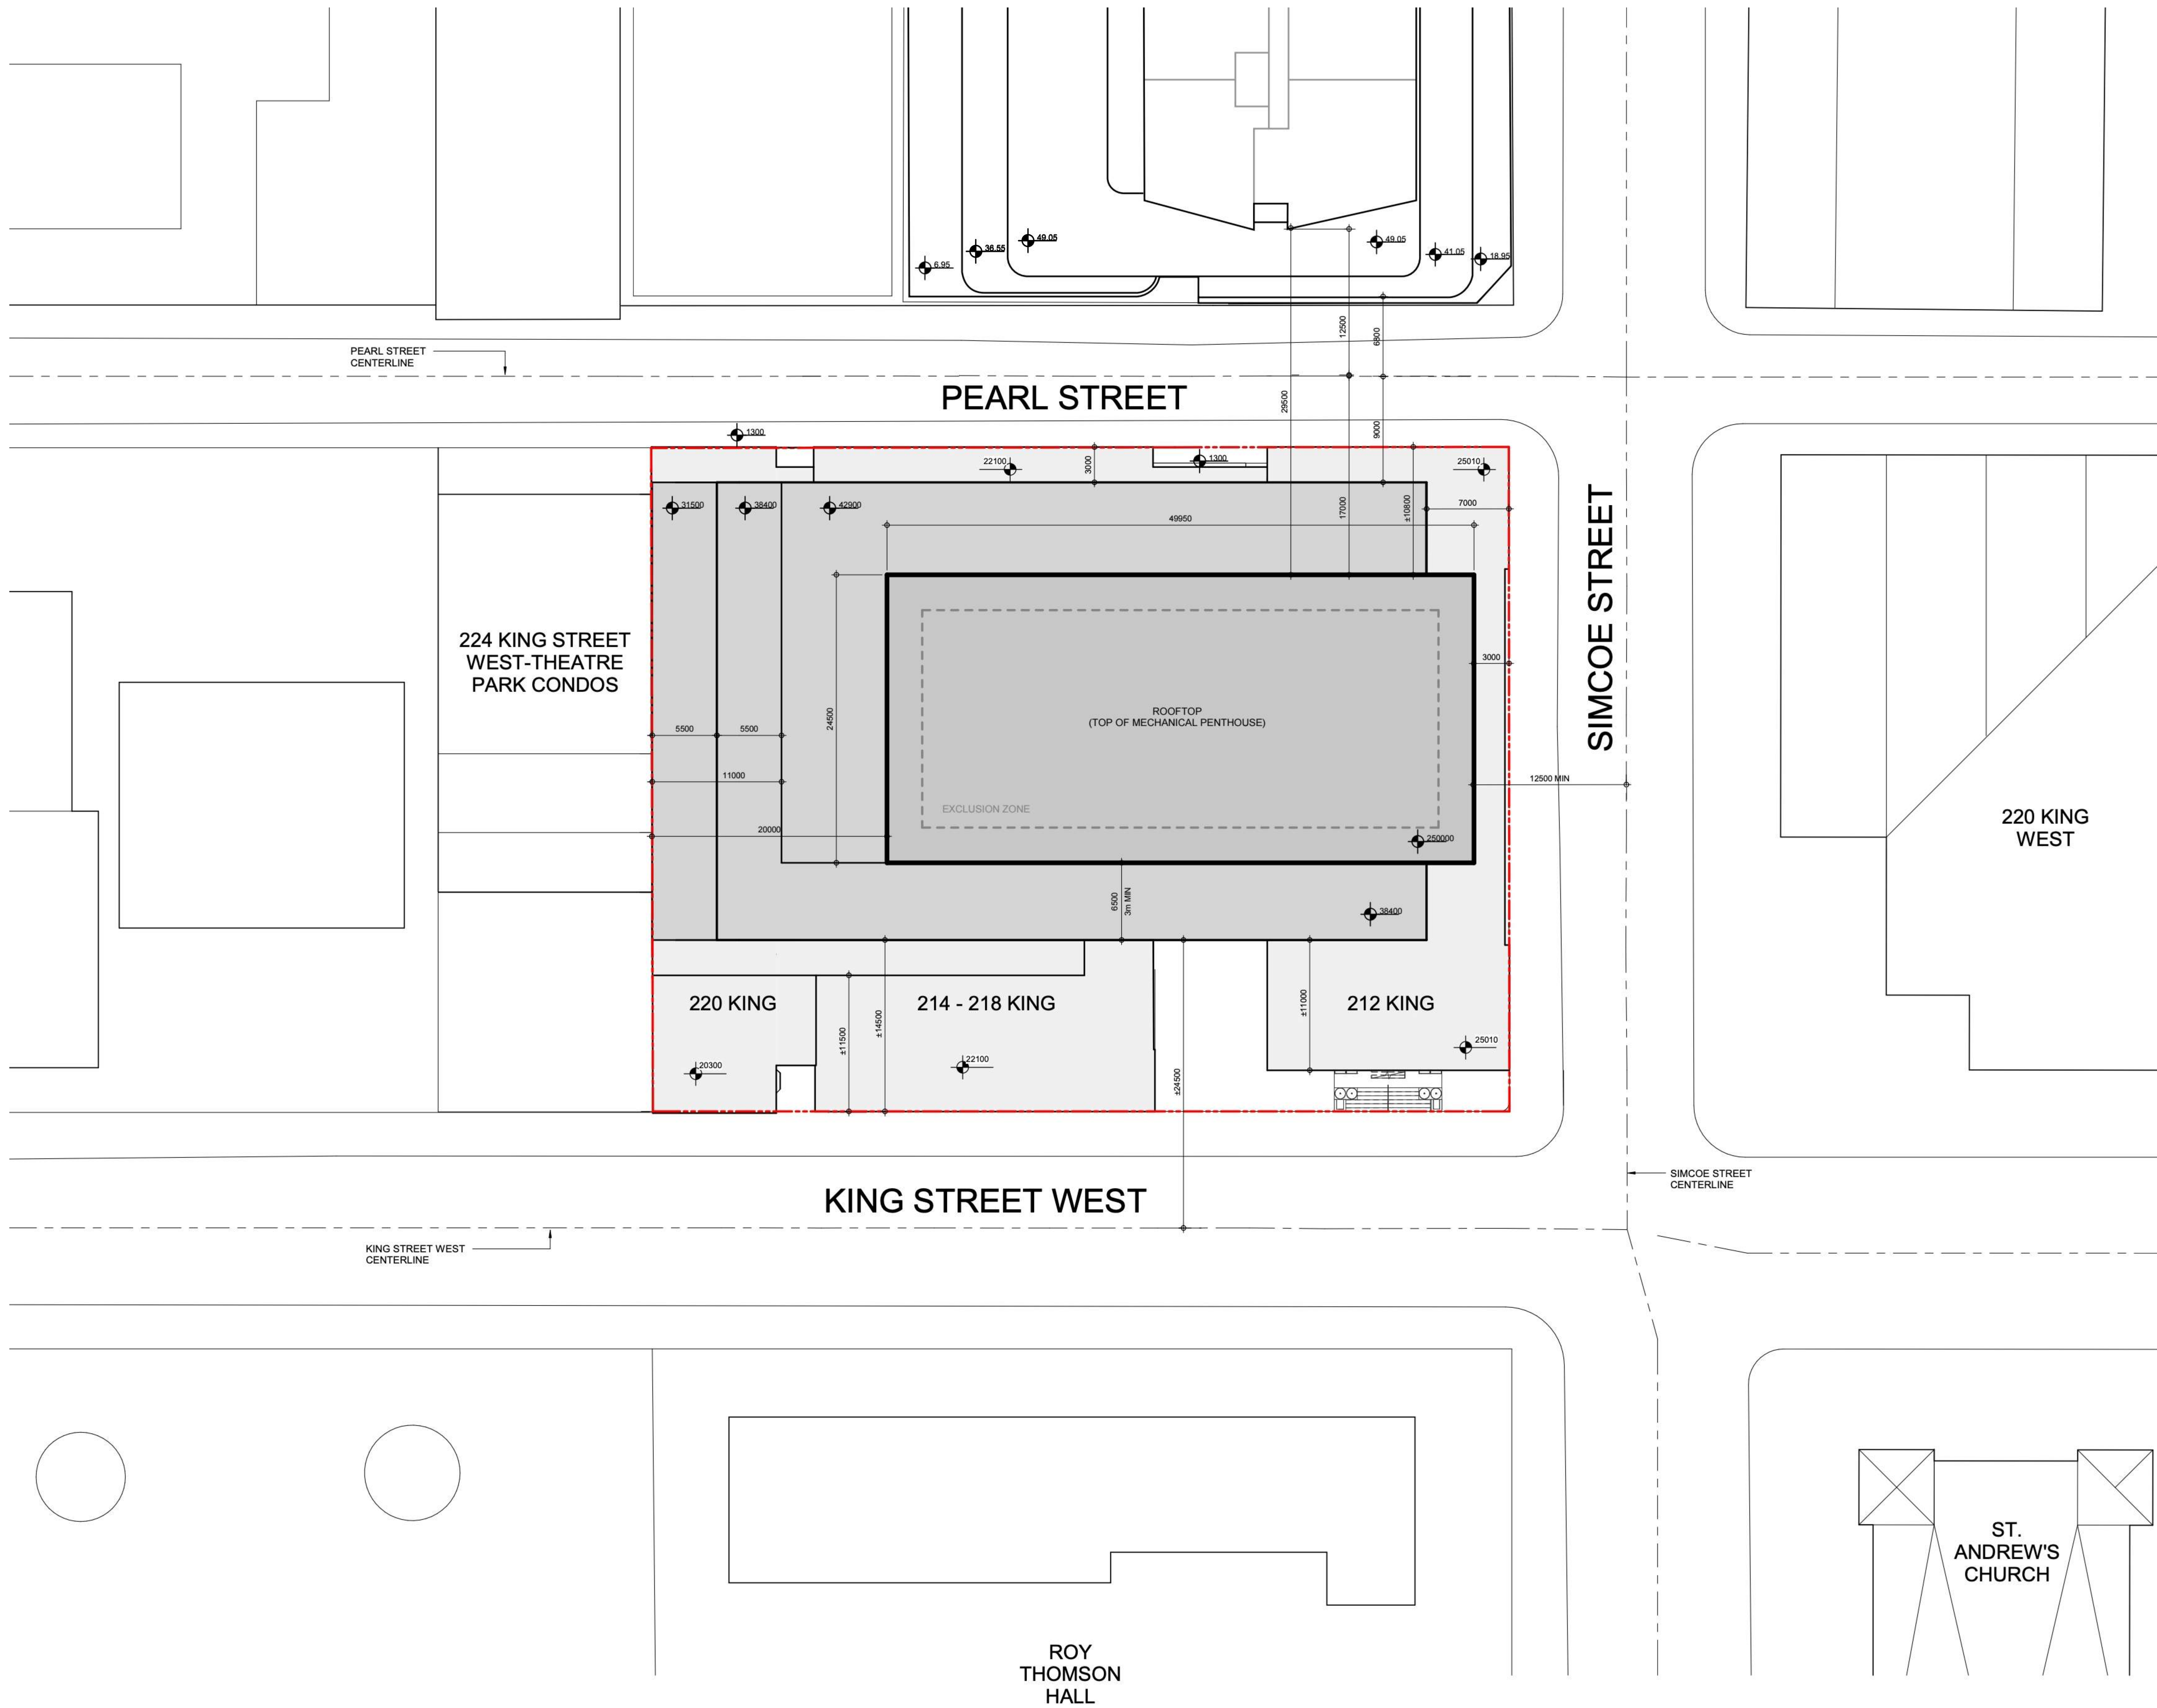 49.05
36.55
6.95
49.05
41.05
18.95
12500
6800
PEARL STREET
CENTERLINE
PEARL STREET
29500
9000
1300
22100
3000
1300
25010
31500
38400
42900
49950
17000
±10800
7000
SIMCOE STREET
224 KING STREET
WEST-THEATRE
PARK CONDOS
3000
24500
ROOFTOP
(TOP OF MECHANICAL PENTHOUSE)
5500
5500
11000
12500 MIN
EXCLUSION ZONE
20000
250000
220 KING
WEST
6500
3m MIN
38400
220 KING
214 - 218 KING
212 KING
±11500
±14500
±24500
±11000
20300
22100
25010
KING STREET WEST
SIMCOE STREET
CENTERLINE
KING STREET WEST
CENTERLINE
ST.
ANDREW'S
CHURCH
ROY
THOMSON
HALL